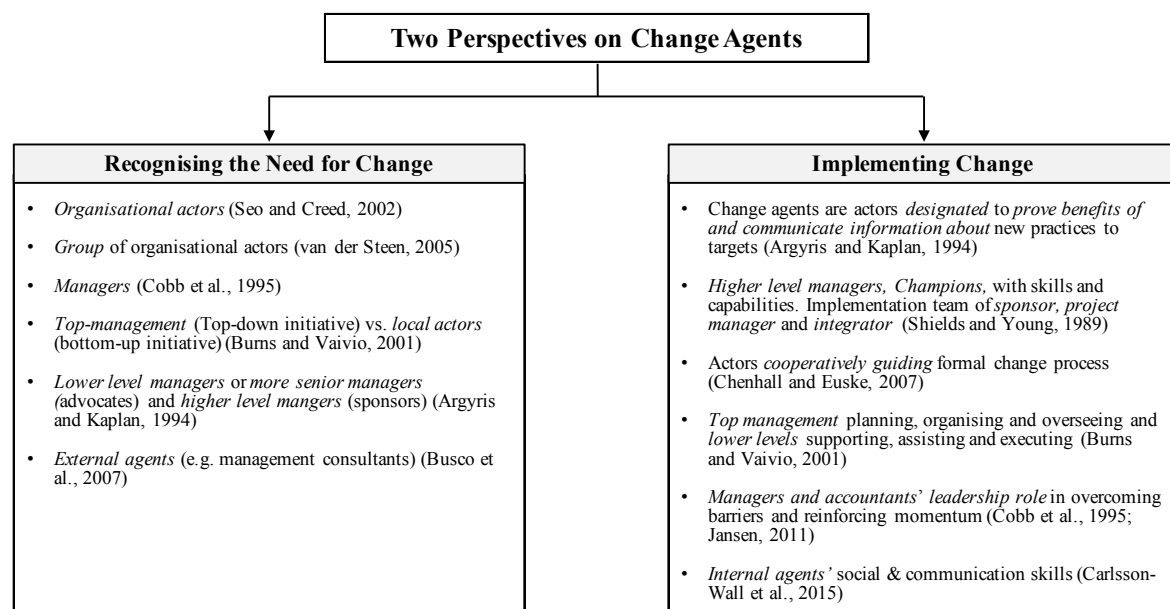 Two Perspectives on Change Agents
Recognising the Need for Change
• Organisational actors (Seo and Creed, 2002)
• Group of organisational actors (van der Steen, 2005)
• Managers (Cobb et al., 1995)
• Top-management (Top-down initiative) vs. local actors
(bottom-up initiative) (Burns and Vaivio, 2001)
• Lower level managers or more senior managers
(advocates) and higher level mangers (sponsors) (Argyris
and Kaplan, 1994)
• External agents (e.g. management consultants) (Busco et
al., 2007)
Implementing Change
• Change agents are actors designated to prove benefits of
and communicate information about new practices to
targets (Argyris and Kaplan, 1994)
• Higher level managers, Champions, with skills and
capabilities. Implementation team of sponsor, project
manager and integrator (Shields and Young, 1989)
• Actors cooperatively guiding formal change process
(Chenhall and Euske, 2007)
• Top management planning, organising and overseeing and
lower levels supporting, assisting and executing (Burns
and Vaivio, 2001)
• Managers and accountants' leadership role in overcoming
barriers and reinforcing momentum (Cobb et al., 1995;
Jansen, 2011)
• Internal agents' social & communication skills (Carlsson-
Wall et al., 2015)